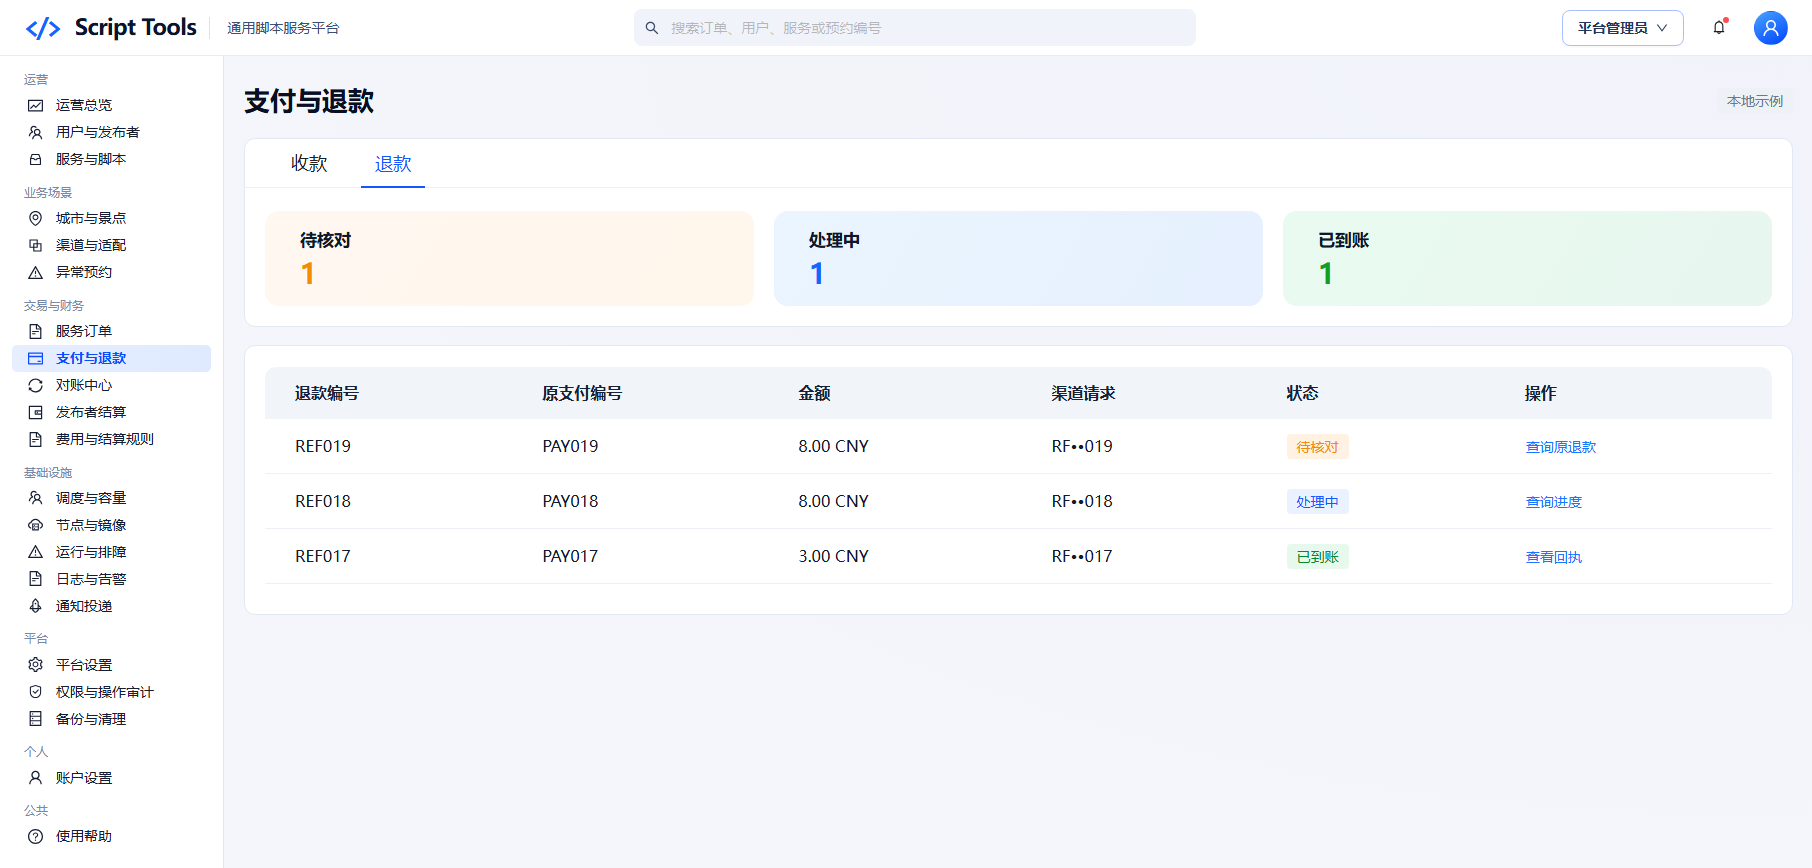 Script Tools
通用脚本服务平台
搜索订单、用户、服务或预约编号
平台管理员
运营
运营总览
用户与发布者
服务与脚本
业务场景
城市与景点
渠道与适配
异常预约
交易与财务
服务订单
支付与退款
对账中心
发布者结算
费用与结算规则
基础设施
调度与容量
节点与镜像
运行与排障
日志与告警
通知投递
平台
平台设置
权限与操作审计
备份与清理
个人
账户设置
公共
使用帮助
支付与退款
本地示例
收款 退款
待核对 处理中 已到账
1 1 1
退款编号 原支付编号 金额 渠道请求 状态 操作
REF019 PAY019 8.00 CNY RF••019 待核对 查询原退款
REF018 PAY018 8.00 CNY RF••018 处理中 查询进度
REF017 PAY017 3.00 CNY RF••017 已到账 查看回执